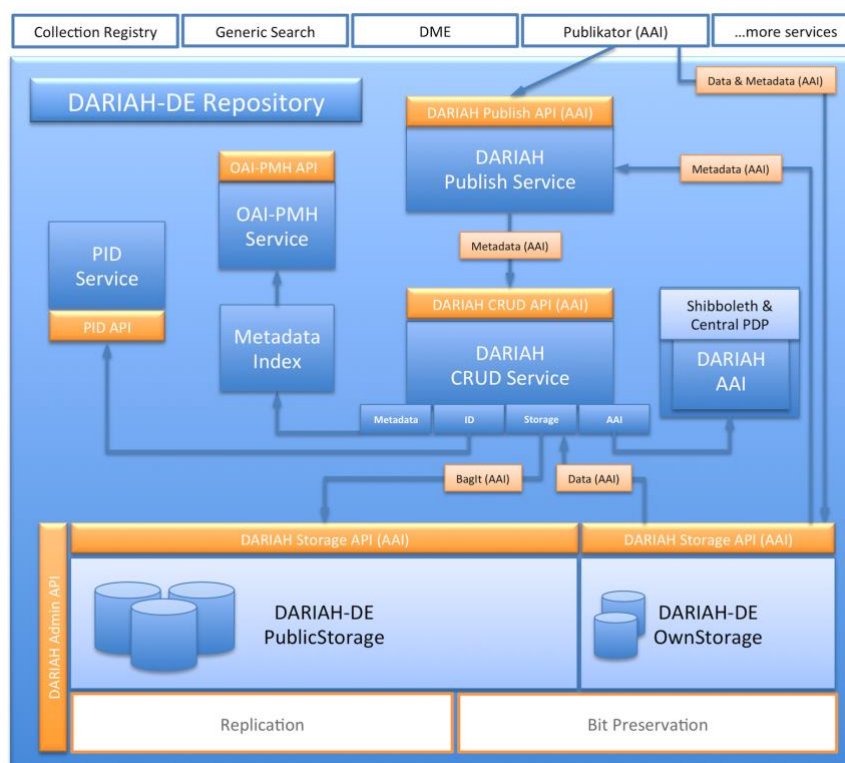 Collection Registry
Generic Search
DME
Publikator (AAI)
...more services
Data & Metadata (AAI)
DARIAH-DE Repository
DARIAH Publish API (AAI)
DARIAH
Publish Service
OAI-PMH API
OAI-PMH
Service
Metadata (AAI)
PID
Service
PID API
Metadata (AAI)
DARIAH CRUD API (AAI)
DARIAH
CRUD Service
Metadata
Index
Shibboleth &
Central PDP
DARIAH
AAI
Metadata
ID
Storage
AAI
BagIt (AAI)
Data (AAI)
DARIAH Storage API (AAI)
DARIAH Storage API (AAI)
DARIAH Admin API
DARIAH-DE
PublicStorage
DARIAH-DE
OwnStorage
Replication
Bit Preservation